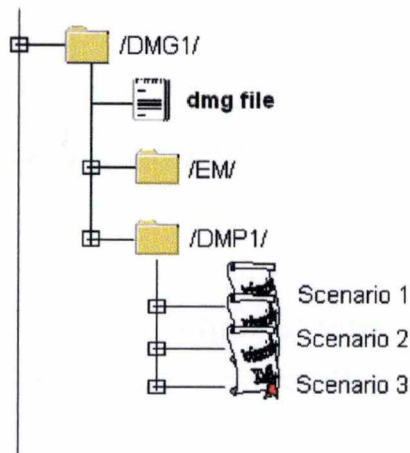 /DMG1/
dmg file
/EM/
/DMP1/
Scenario 1
Scenario 2
Scenario 3